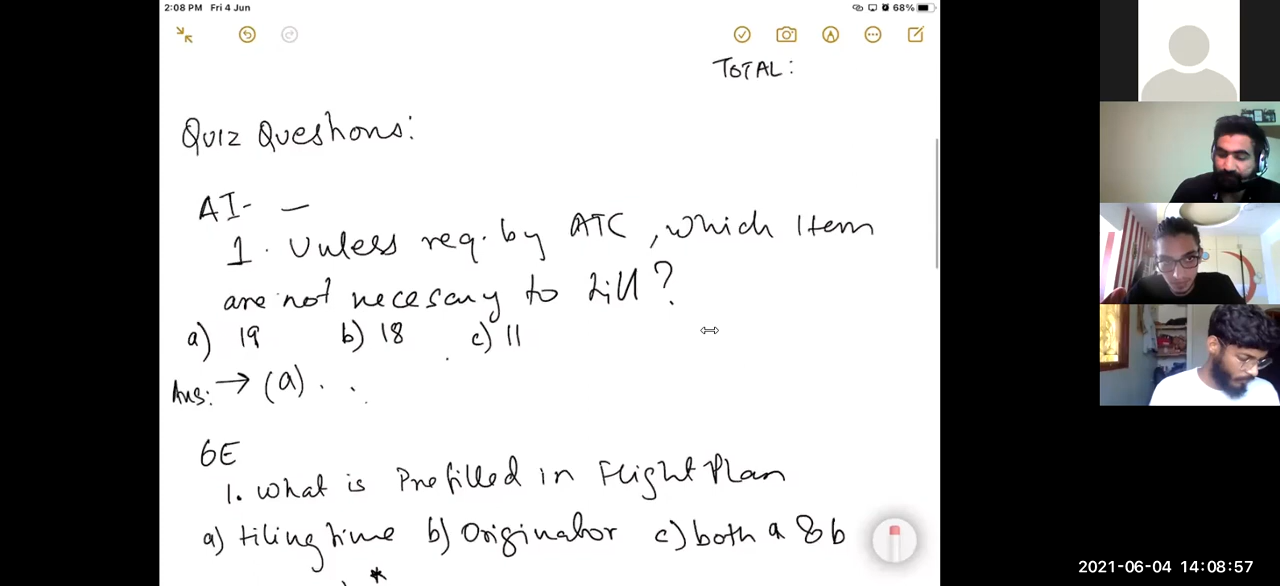 2:08 PM Fri 4 Jun
68%
TOTAL:
Quiz Questions:
AI- —
1. Unless req. by ATC, which Item
are not necesary to fill?
a) 19 b) 18 c) 11
Ans: → (a) . .
6E
1. What is Prefilled in Flight Plan
a) filing time b) Originator c) both a & b
*
2021-06-04 14:08:57